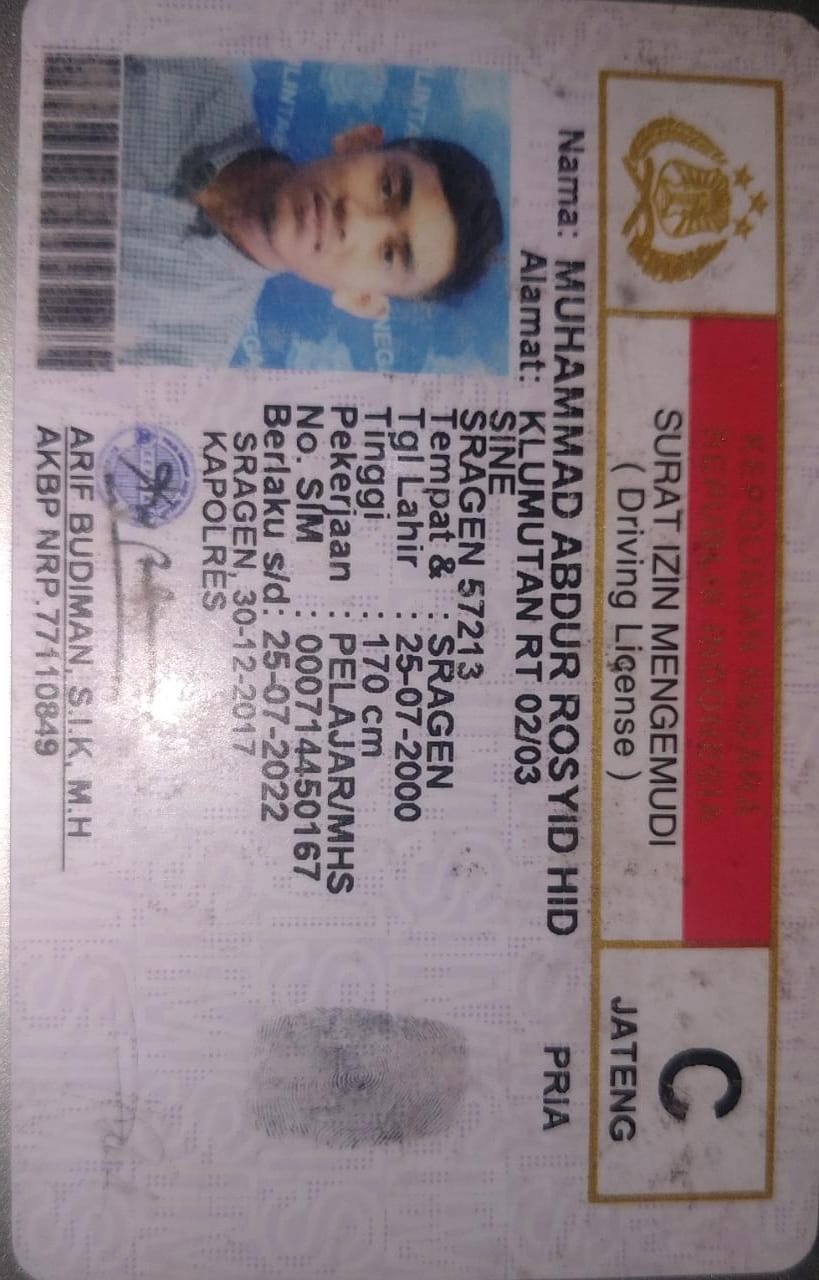 KEPOLISIAN NEGARA
REPUBLIK INDONESIA
SURAT IZIN MENGEMUDI
( Driving License )
C
JATENG
Nama: MUHAMMAD ABDUR ROSYID HID PRIA
Alamat: KLUMUTAN RT 02/03
SINE
SRAGEN 57213
Tempat & : SRAGEN
Tgl Lahir : 25-07-2000
Tinggi : 170 cm
Pekerjaan : PELAJAR/MHS
No. SIM : 000714450167
Berlaku s/d: 25-07-2022
SRAGEN, 30-12-2017
KAPOLRES
ARIF BUDIMAN, S.I.K, M.H
AKBP NRP.77110849